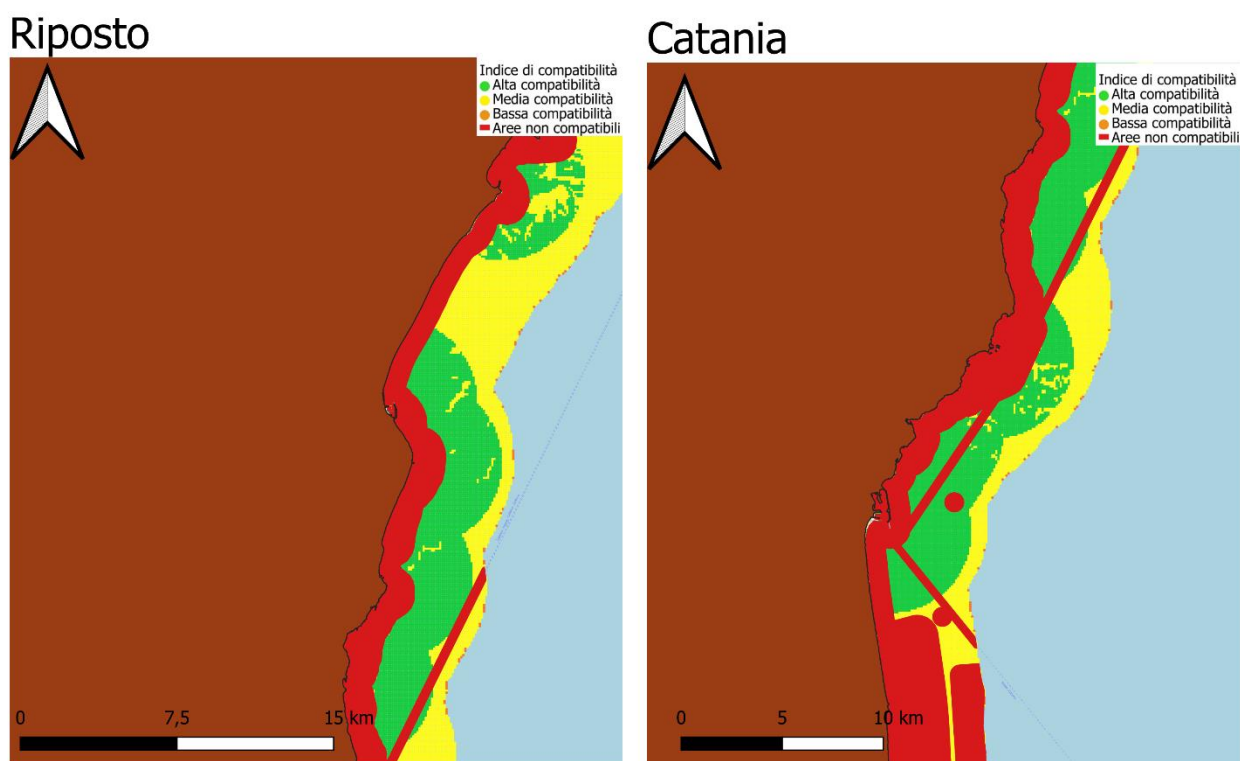 Riposto
Indice di compatibilità
Alta compatibilità
Media compatibilità
Bassa compatibilità
Aree non compatibili
0 7,5 15 km
Catania
Indice di compatibilità
Alta compatibilità
Media compatibilità
Bassa compatibilità
Aree non compatibili
0 5 10 km